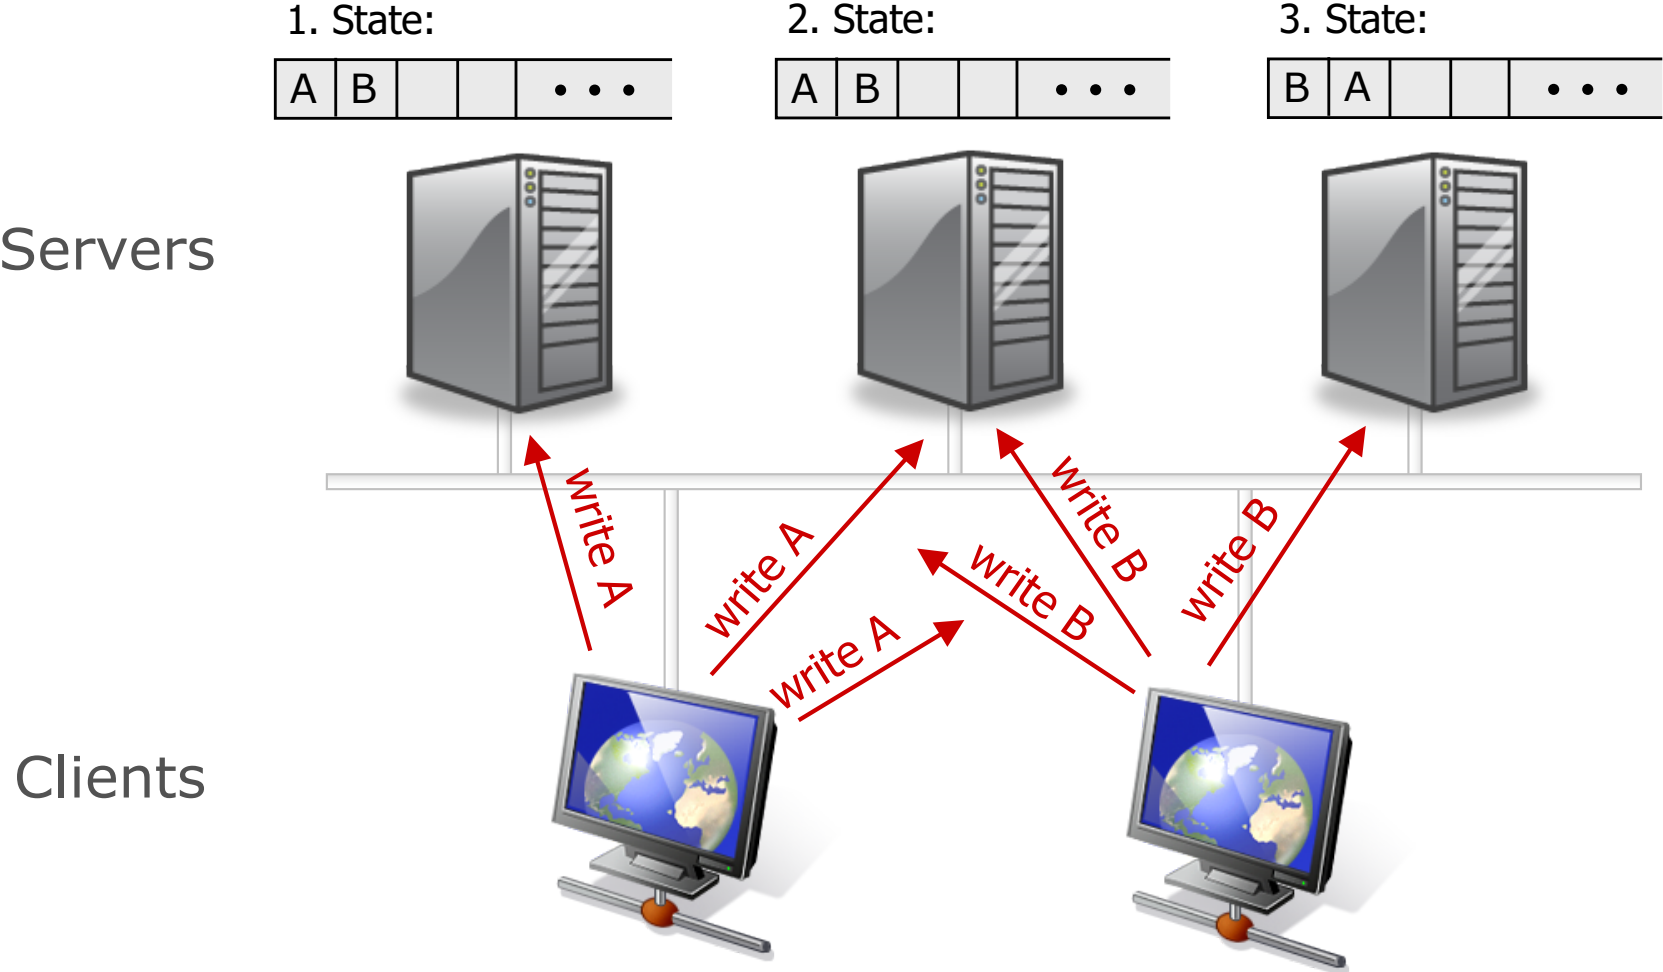 1. State:
2. State:
3. State:
A B • • •
A B • • •
B A • • •
Servers
write A
write A
write B
write B
write B
write A
Clients